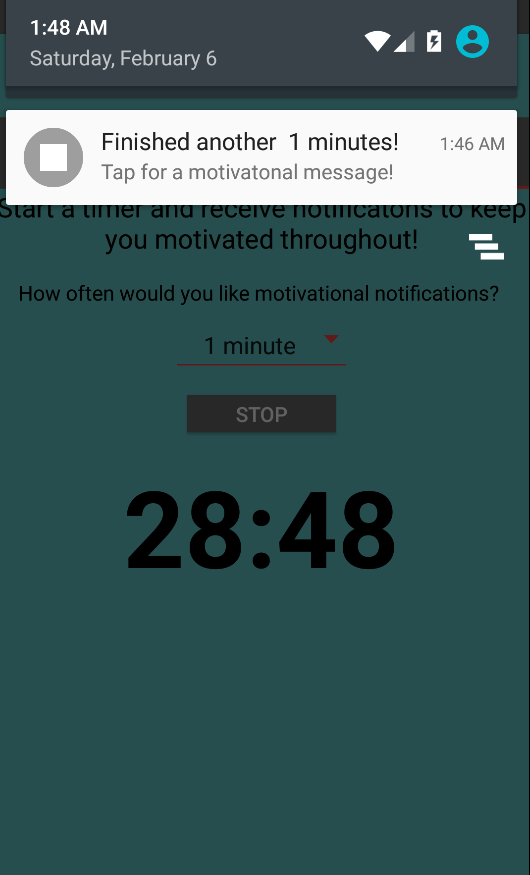 1:48 AM
Saturday, February 6
Finished another  1 minutes!
1:46 AM
Tap for a motivatonal message!
Start a timer and receive notificatons to keep
you motivated throughout!
How often would you like motivational notifications?
1 minute
STOP
28:48